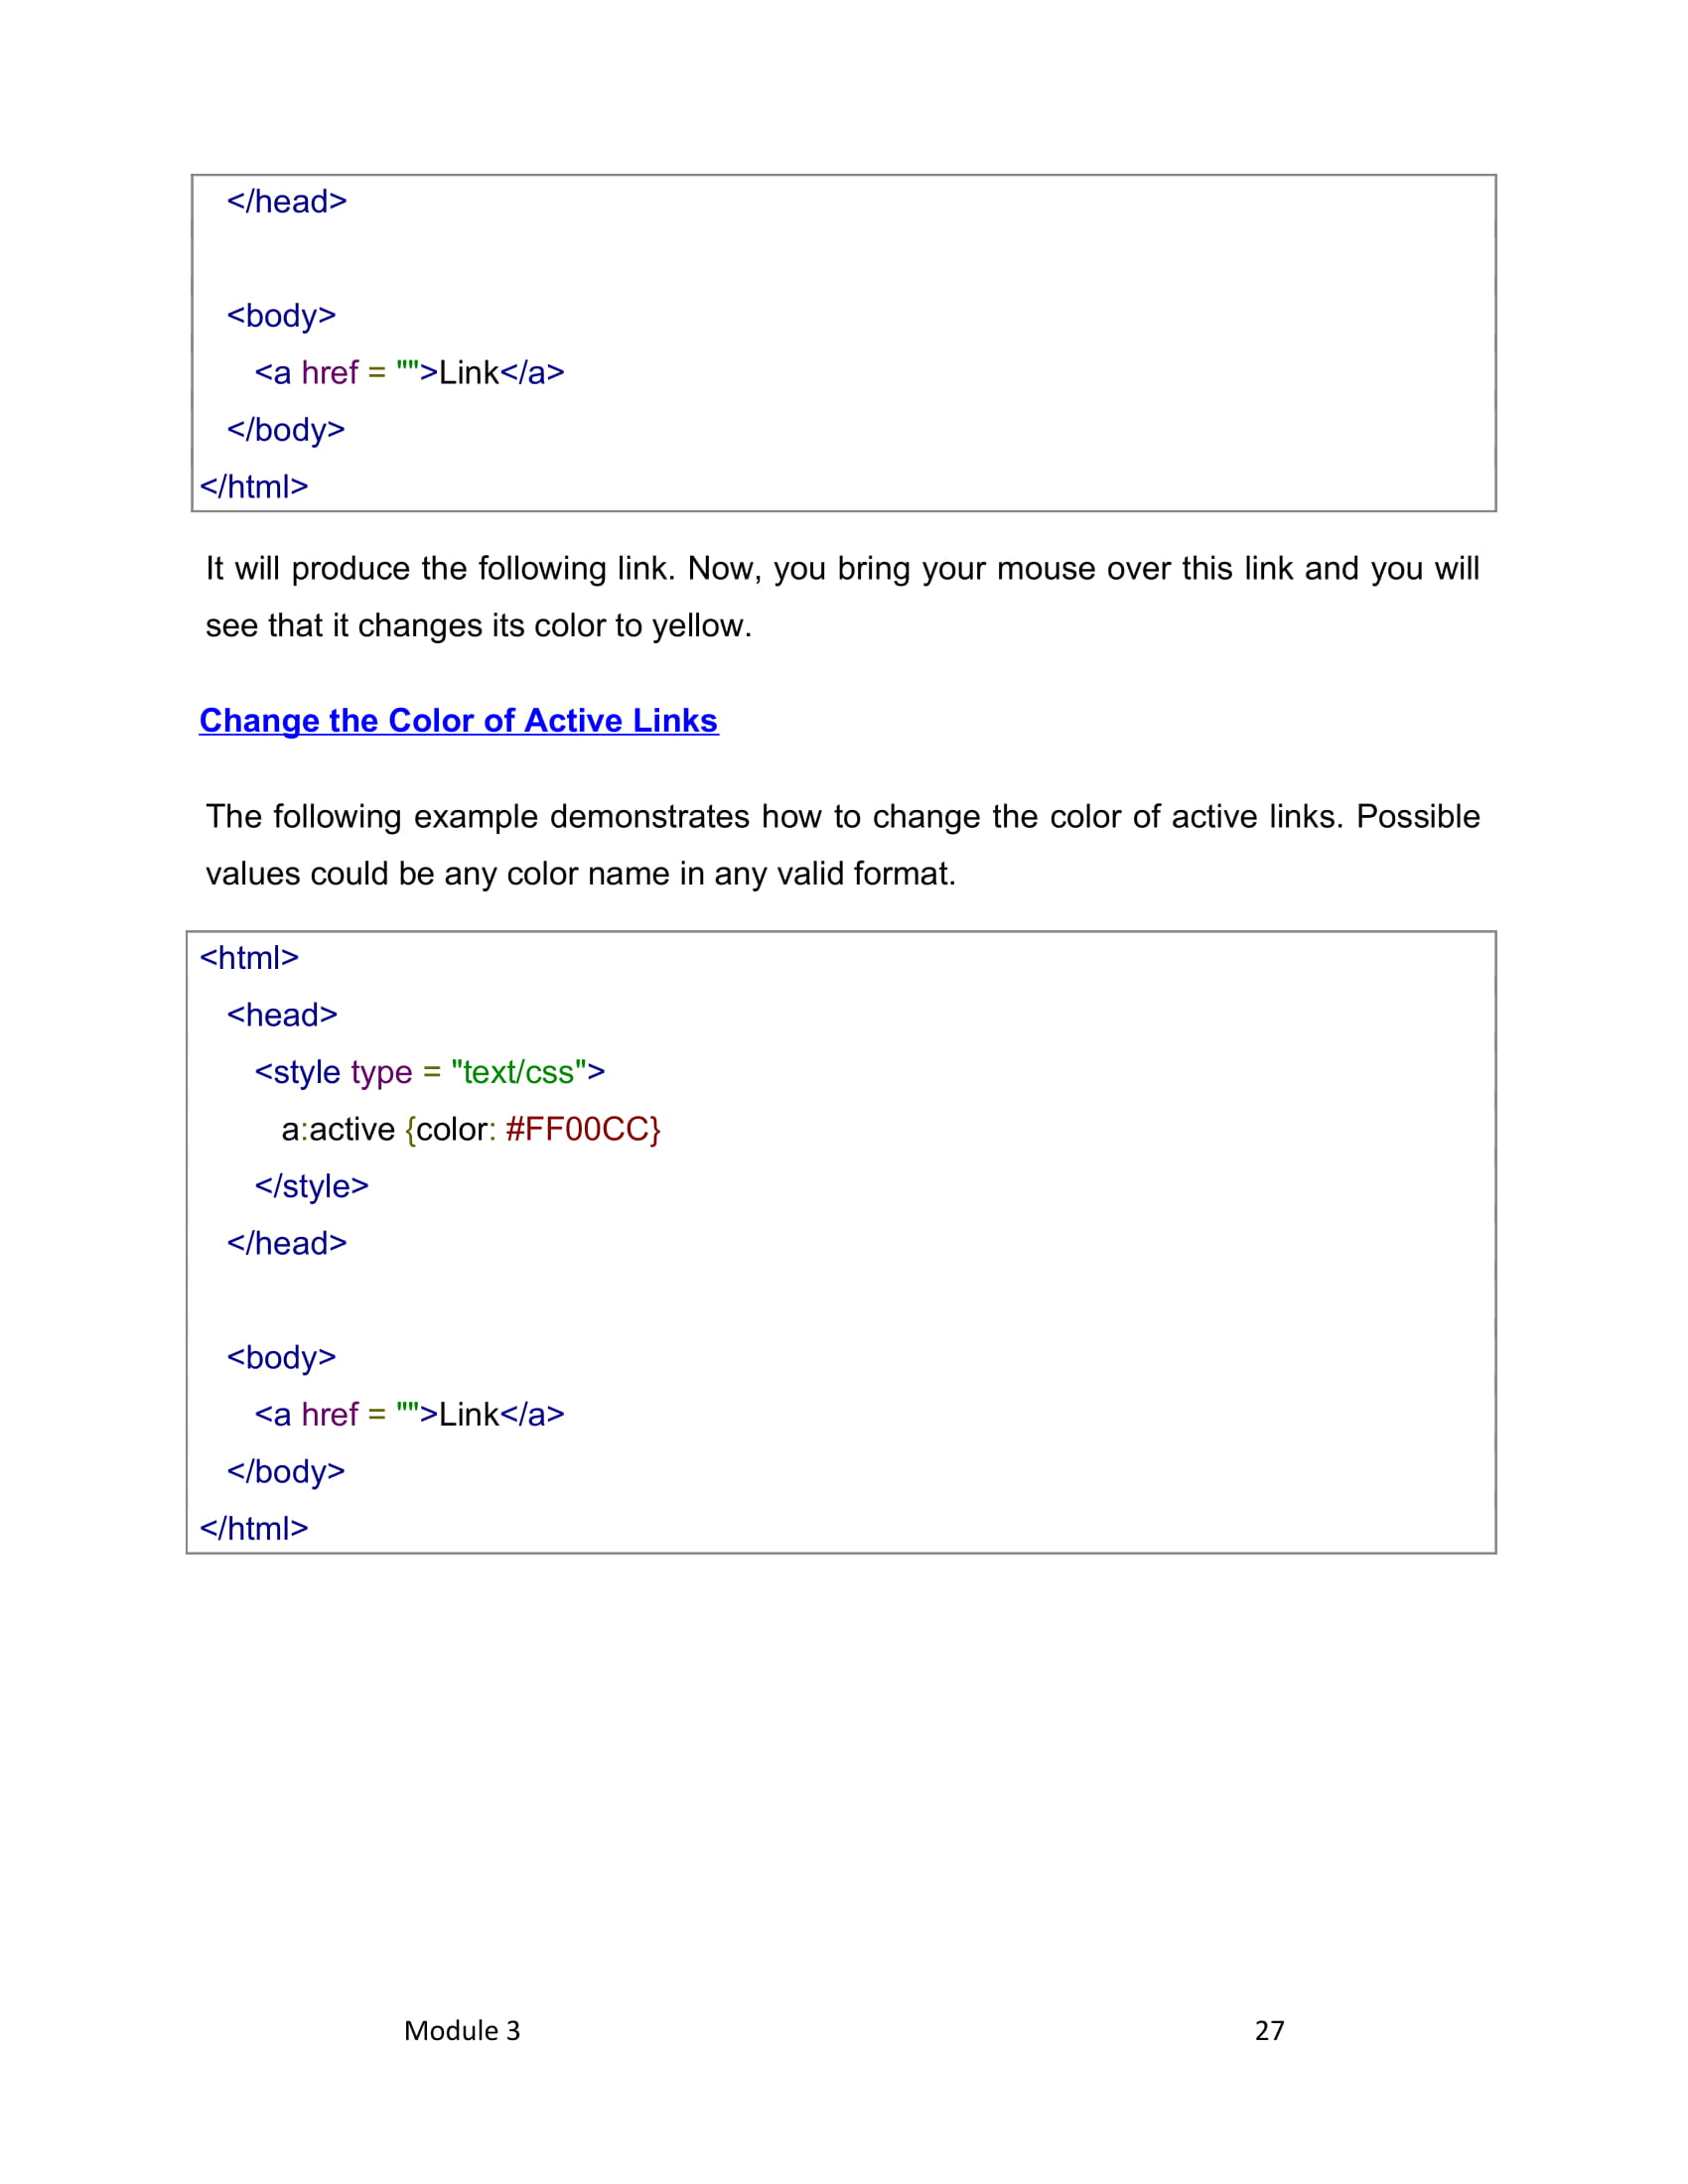 </head>
<body>
<a href = "">Link</a>
</body>
</html>
It will produce the following link. Now, you bring your mouse over this link and you will
see that it changes its color to yellow.
Change the Color of Active Links
The following example demonstrates how to change the color of active links. Possible
values could be any color name in any valid format.
<html>
<head>
<style type = "text/css">
a:active {color: #FF00CC}
</style>
</head>
<body>
<a href = "">Link</a>
</body>
</html>
Module 3 27